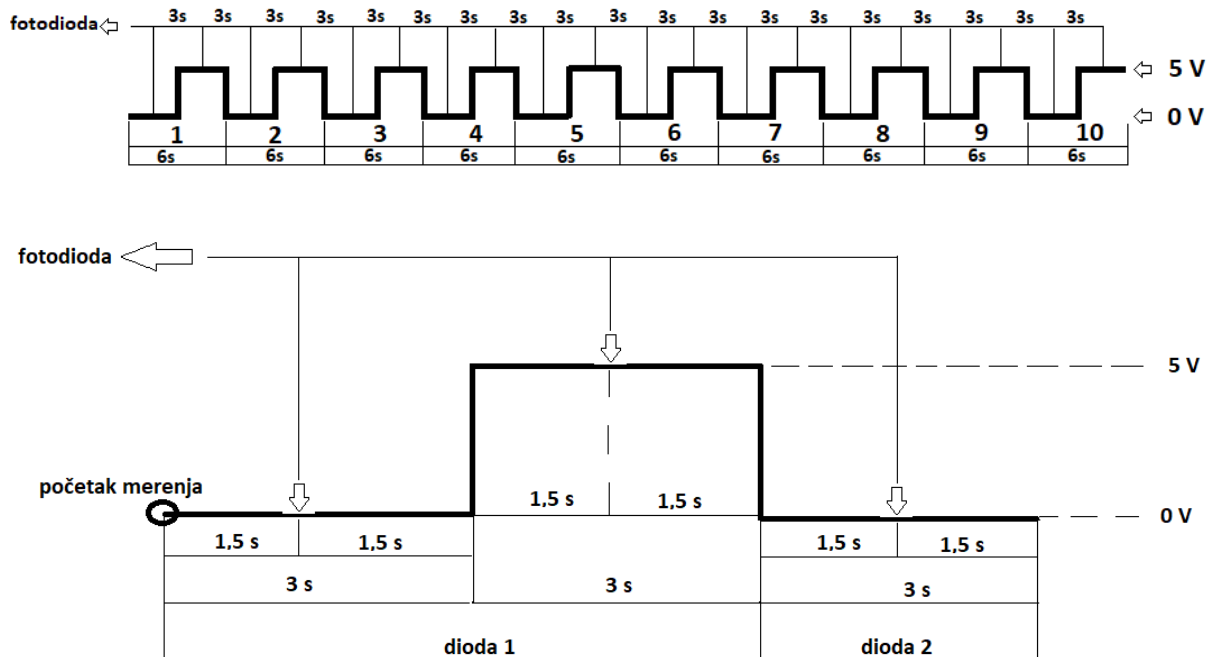 3s 3s 3s 3s 3s 3s 3s 3s 3s 3s 3s 3s 3s 3s 3s 3s 3s 3s 3s
fotodioda
5 V
0 V
1 2 3 4 5 6 7 8 9 10
6s 6s 6s 6s 6s 6s 6s 6s 6s 6s
fotodioda
5 V
početak merenja
1,5 s 1,5 s
0 V
1,5 s 1,5 s 1,5 s 1,5 s
3 s 3 s 3 s
dioda 1 dioda 2